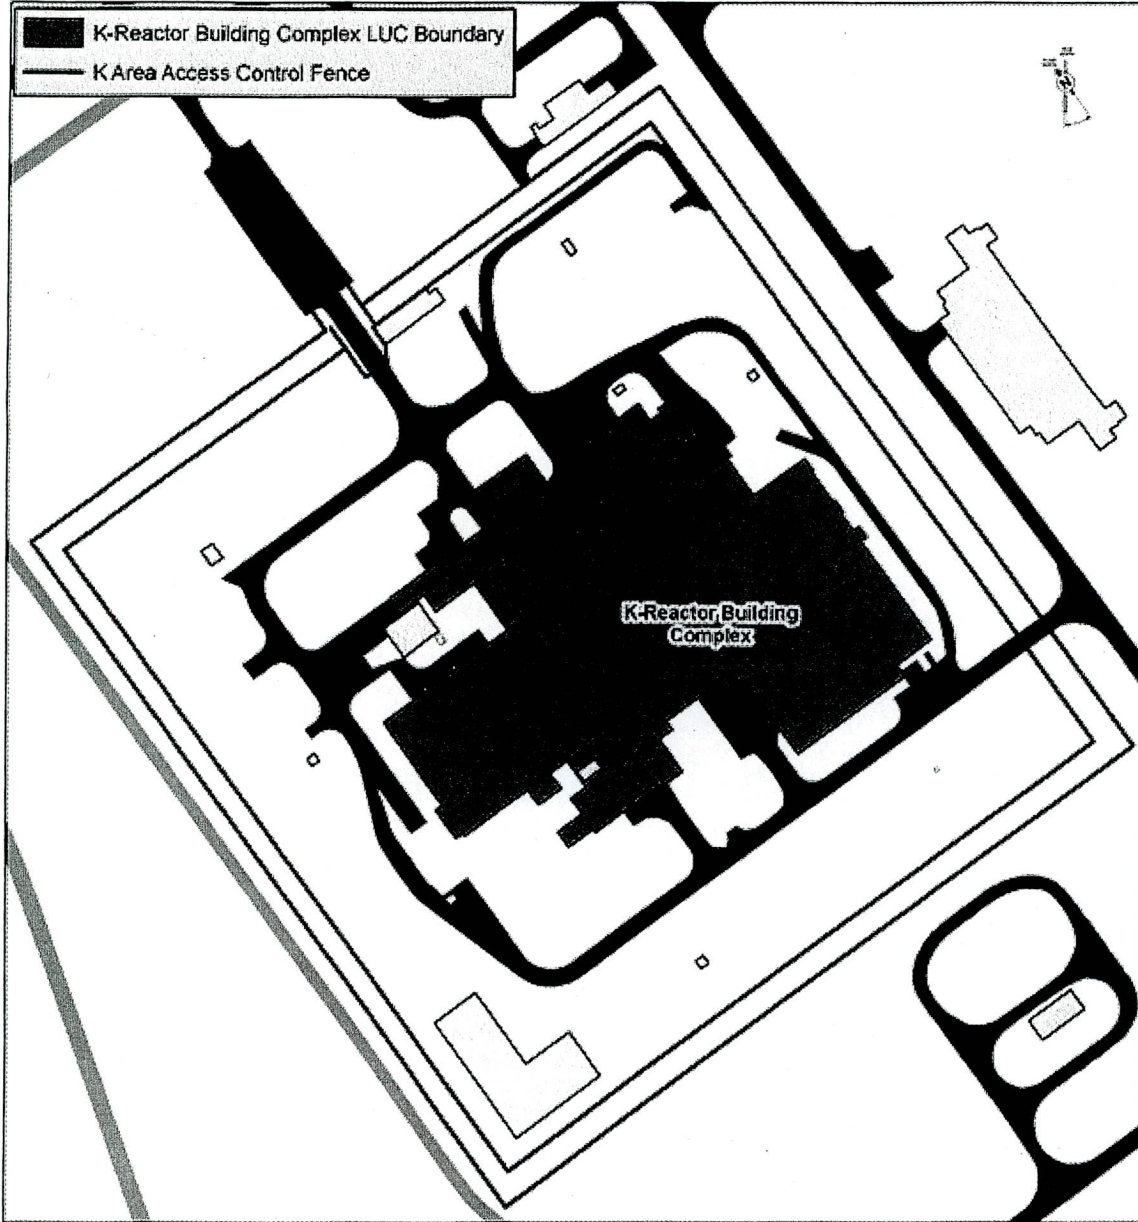 K-Reactor Building Complex LUC Boundary
K Area Access Control Fence
K-Reactor Building
Complex